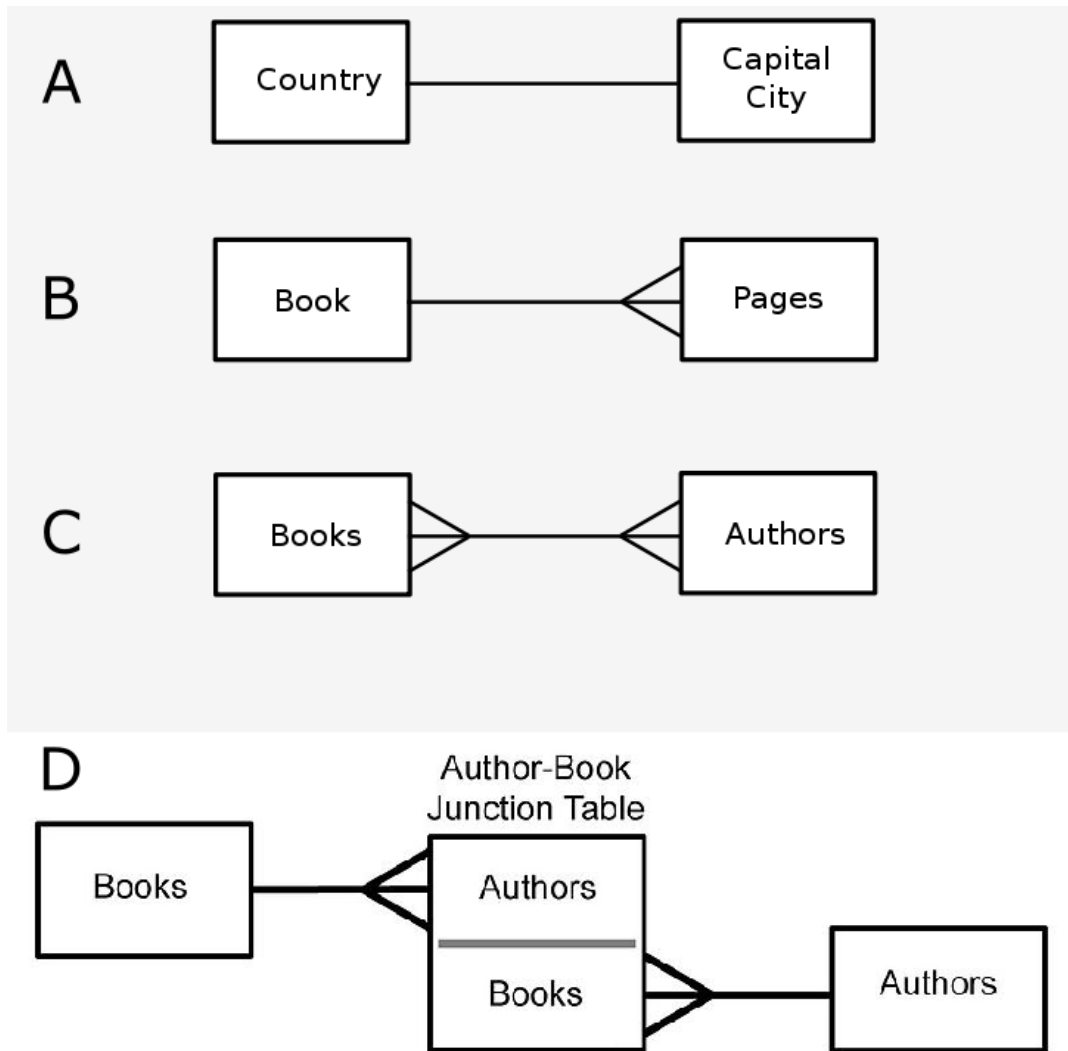 A
Country
Capital
City
B
Book
Pages
C
Books
Authors
D
Author-Book
Junction Table
Books
Authors
Books
Authors